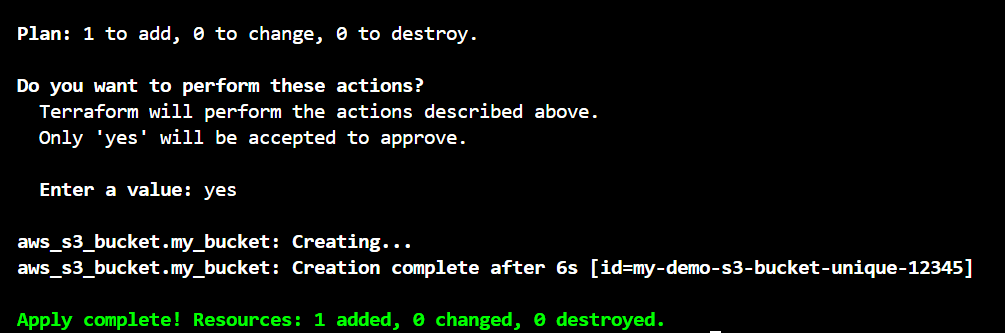 Plan: 1 to add, 0 to change, 0 to destroy.
Do you want to perform these actions?
Terraform will perform the actions described above.
Only 'yes' will be accepted to approve.
Enter a value: yes
aws_s3_bucket.my_bucket: Creating...
aws_s3_bucket.my_bucket: Creation complete after 6s [id=my-demo-s3-bucket-unique-12345]
Apply complete! Resources: 1 added, 0 changed, 0 destroyed.